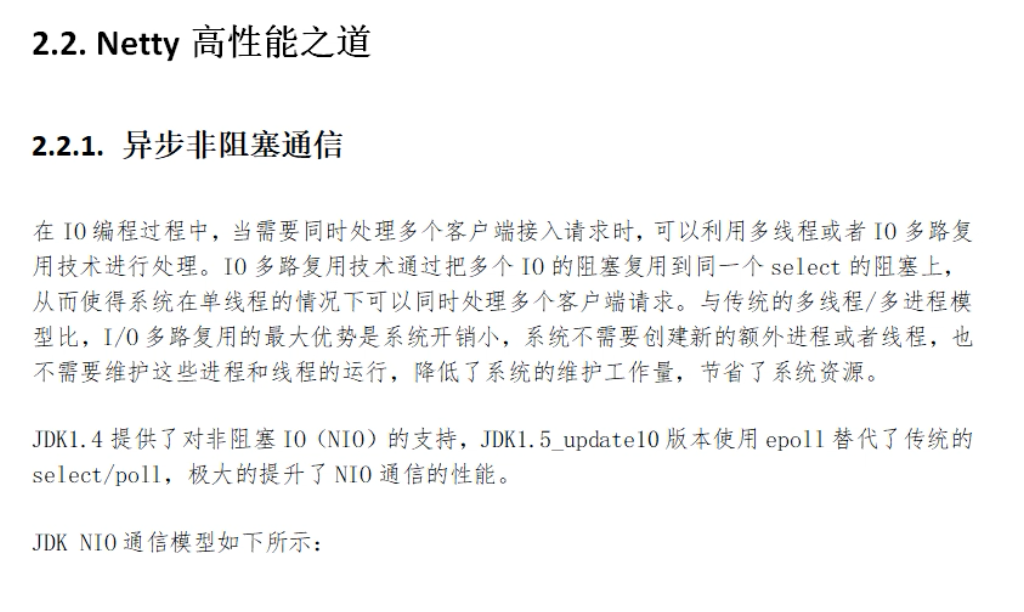 2.2. Netty 高性能之道
2.2.1. 异步非阻塞通信
在 IO 编程过程中，当需要同时处理多个客户端接入请求时，可以利用多线程或者 IO 多路复
用技术进行处理。IO 多路复用技术通过把多个 IO 的阻塞复用到同一个 select 的阻塞上，
从而使得系统在单线程的情况下可以同时处理多个客户端请求。与传统的多线程/多进程模
型比，I/O 多路复用的最大优势是系统开销小，系统不需要创建新的额外进程或者线程，也
不需要维护这些进程和线程的运行，降低了系统的维护工作量，节省了系统资源。
JDK1.4 提供了对非阻塞 IO（NIO）的支持，JDK1.5_update10 版本使用 epoll 替代了传统的
select/poll，极大的提升了 NIO 通信的性能。
JDK NIO 通信模型如下所示：